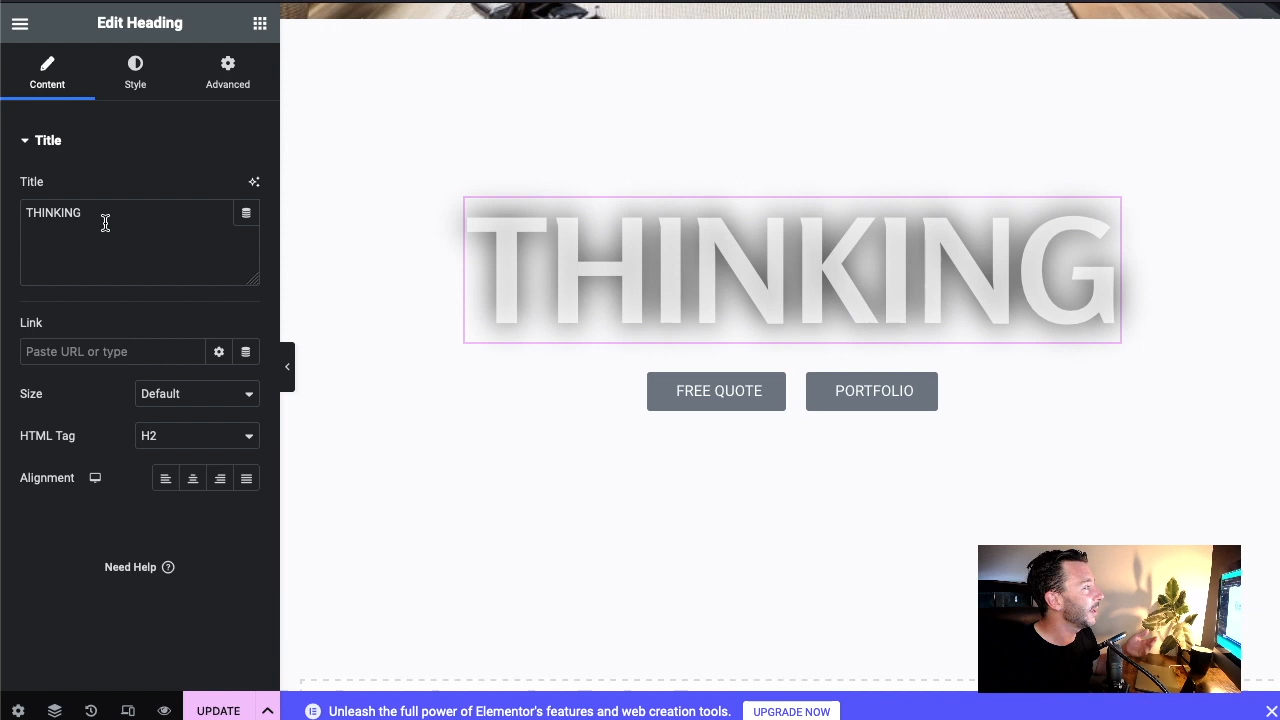 Edit Heading
Content
Style
Advanced
Title
Title
THINKING
Link
Paste URL or type
Size
Default
HTML Tag
H2
Alignment
Need Help ?
UPDATE
THINKING
FREE QUOTE
PORTFOLIO
Unleash the full power of Elementor's features and web creation tools.
UPGRADE NOW